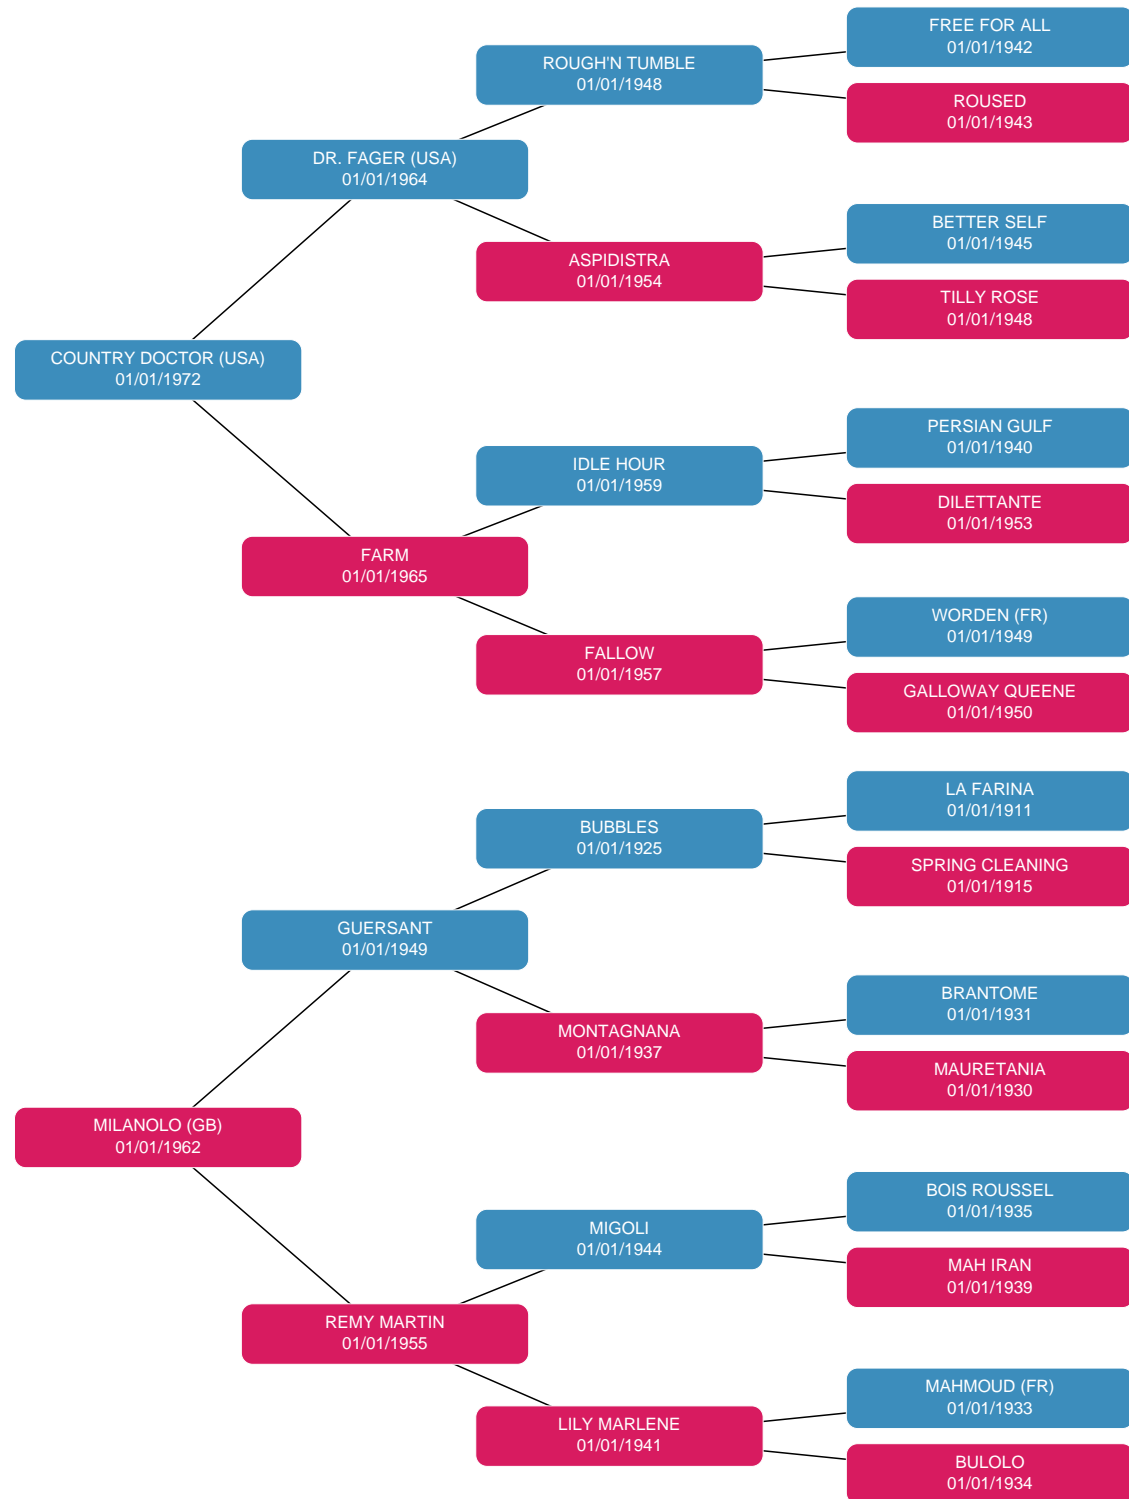 FREE FOR ALL
01/01/1942
ROUGH'N TUMBLE
01/01/1948
ROUSED
01/01/1943
DR. FAGER (USA)
01/01/1964
BETTER SELF
01/01/1945
ASPIDISTRA
01/01/1954
TILLY ROSE
01/01/1948
COUNTRY DOCTOR (USA)
01/01/1972
PERSIAN GULF
01/01/1940
IDLE HOUR
01/01/1959
DILETTANTE
01/01/1953
FARM
01/01/1965
WORDEN (FR)
01/01/1949
FALLOW
01/01/1957
GALLOWAY QUEENE
01/01/1950
LA FARINA
01/01/1911
BUBBLES
01/01/1925
SPRING CLEANING
01/01/1915
GUERSANT
01/01/1949
BRANTOME
01/01/1931
MONTAGNANA
01/01/1937
MAURETANIA
01/01/1930
MILANOLO (GB)
01/01/1962
BOIS ROUSSEL
01/01/1935
MIGOLI
01/01/1944
MAH IRAN
01/01/1939
REMY MARTIN
01/01/1955
MAHMOUD (FR)
01/01/1933
LILY MARLENE
01/01/1941
BULOLO
01/01/1934